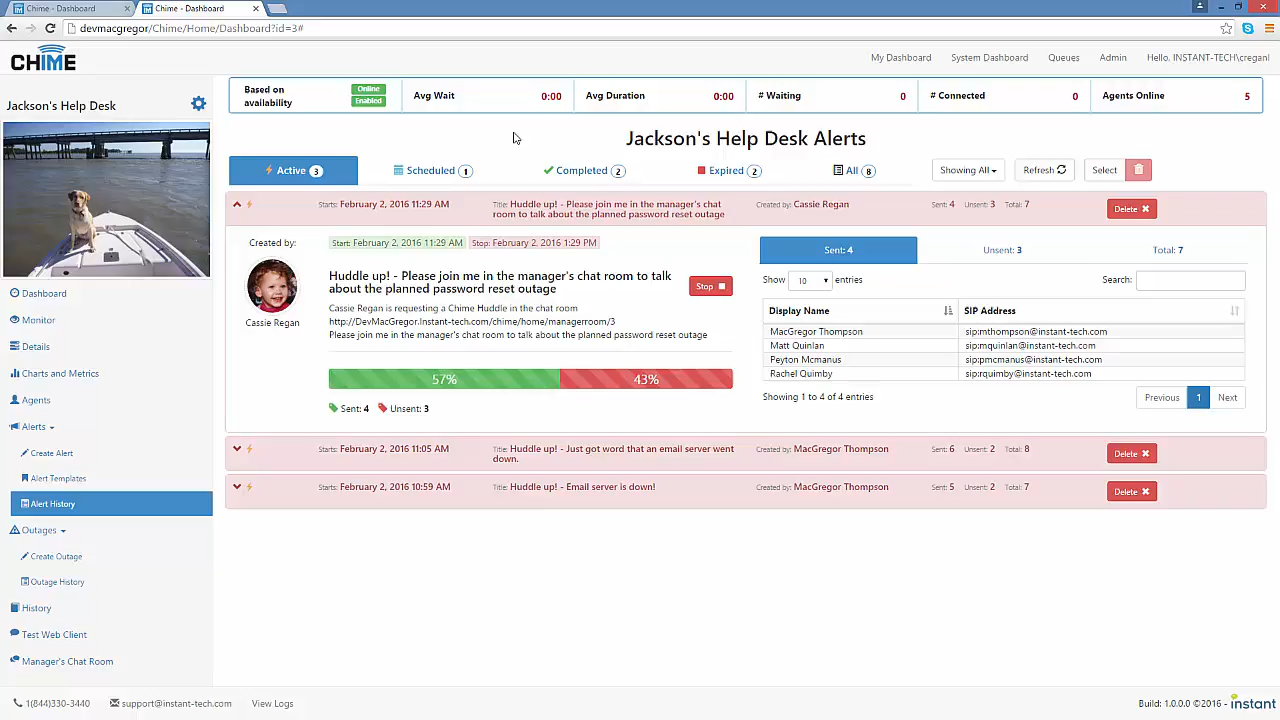 Chime - Dashboard
Chime - Dashboard
devmacgregor/Chime/Home/Dashboard?id=3#
CHIME
My Dashboard System Dashboard Queues Admin Hello, INSTANT-TECH\cregan!
Jackson's Help Desk
Based on availability Online Enabled Avg Wait 0:00 Avg Duration 0:00 # Waiting 0 # Connected 0 Agents Online 5
Jackson's Help Desk Alerts
Active 3 Scheduled 1 Completed 2 Expired 2 All 8 Showing All Refresh Select
Starts: February 2, 2016 11:29 AM Title: Huddle up! - Please join me in the manager's chat Created by: Cassie Regan Sent: 4 Unsent: 3 Total: 7 Delete
room to talk about the planned password reset outage
Created by: Start: February 2, 2016 11:29 AM Stop: February 2, 2016 1:29 PM
Cassie Regan
Huddle up! - Please join me in the manager's chat room to talk
about the planned password reset outage
Stop
Cassie Regan is requesting a Chime Huddle in the chat room
http://DevMacGregor.Instant-tech.com/chime/home/managerroom/3
Please join me in the manager's chat room to talk about the planned password reset outage
57% 43%
Sent: 4 Unsent: 3
Sent: 4 Unsent: 3 Total: 7
Show 10 entries Search:
Display Name SIP Address
MacGregor Thompson sip:mthompson@instant-tech.com
Matt Quinlan sip:mquinlan@instant-tech.com
Peyton Mcmanus sip:pmcmanus@instant-tech.com
Rachel Quimby sip:rquimby@instant-tech.com
Showing 1 to 4 of 4 entries Previous 1 Next
Starts: February 2, 2016 11:05 AM Title: Huddle up! - Just got word that an email server went Created by: MacGregor Thompson Sent: 6 Unsent: 2 Total: 8 Delete
down.
Starts: February 2, 2016 10:59 AM Title: Huddle up! - Email server is down! Created by: MacGregor Thompson Sent: 5 Unsent: 2 Total: 7 Delete
Dashboard
Monitor
Details
Charts and Metrics
Agents
Alerts
Create Alert
Alert Templates
Alert History
Outages
Create Outage
Outage History
History
Test Web Client
Manager's Chat Room
1(844)330-3440 support@instant-tech.com View Logs Build: 1.0.0.0 ©2016 - instant